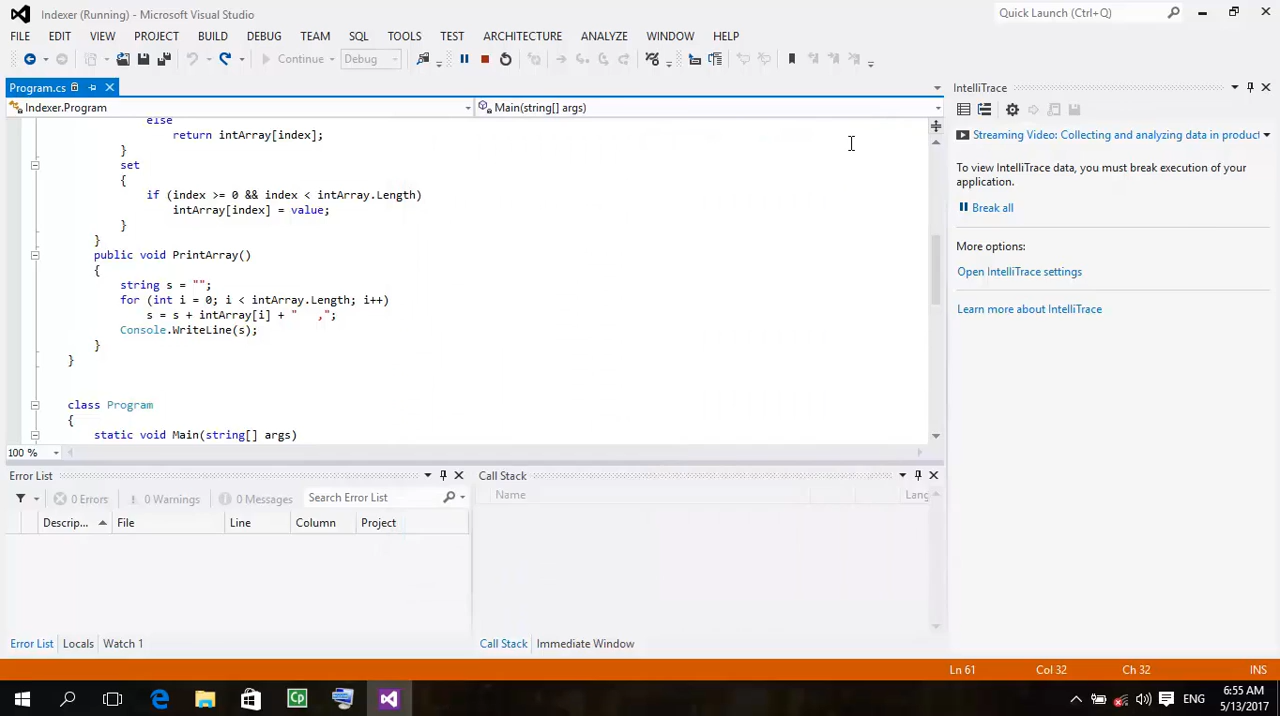 Indexer (Running) - Microsoft Visual Studio
Quick Launch (Ctrl+Q)
FILE EDIT VIEW PROJECT BUILD DEBUG TEAM SQL TOOLS TEST ARCHITECTURE ANALYZE WINDOW HELP
Continue Debug
Program.cs
Indexer.Program
Main(string[] args)
else
return intArray[index];
}
set
{
if (index >= 0 && index < intArray.Length)
intArray[index] = value;
}
}
public void PrintArray()
{
string s = "";
for (int i = 0; i < intArray.Length; i++)
s = s + intArray[i] + "   ,";
Console.WriteLine(s);
}
}
class Program
{
static void Main(string[] args)
100 %
IntelliTrace
Streaming Video: Collecting and analyzing data in product
To view IntelliTrace data, you must break execution of your
application.
Break all
More options:
Open IntelliTrace settings
Learn more about IntelliTrace
Error List
0 Errors 0 Warnings 0 Messages Search Error List
Descrip... File Line Column Project
Error List Locals Watch 1
Call Stack
Name Lang
Call Stack Immediate Window
Ln 61 Col 32 Ch 32 INS
Cp
ENG
6:55 AM
5/13/2017